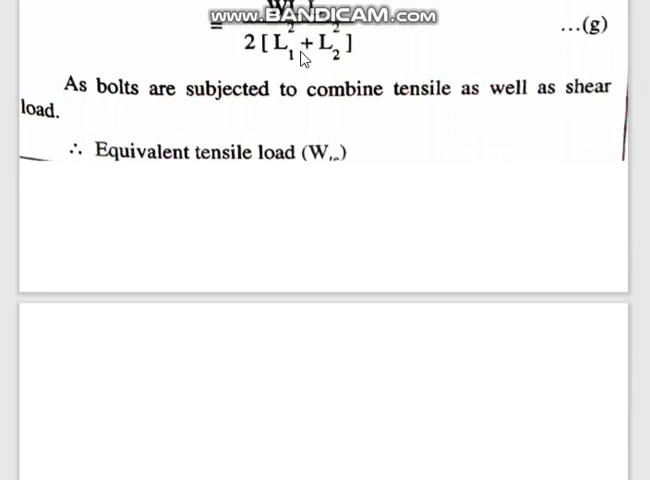 www.BANDICAM.com
=
2 [ L₁² + L₂² ] ...(g)
As bolts are subjected to combine tensile as well as shear
load.
∴ Equivalent tensile load